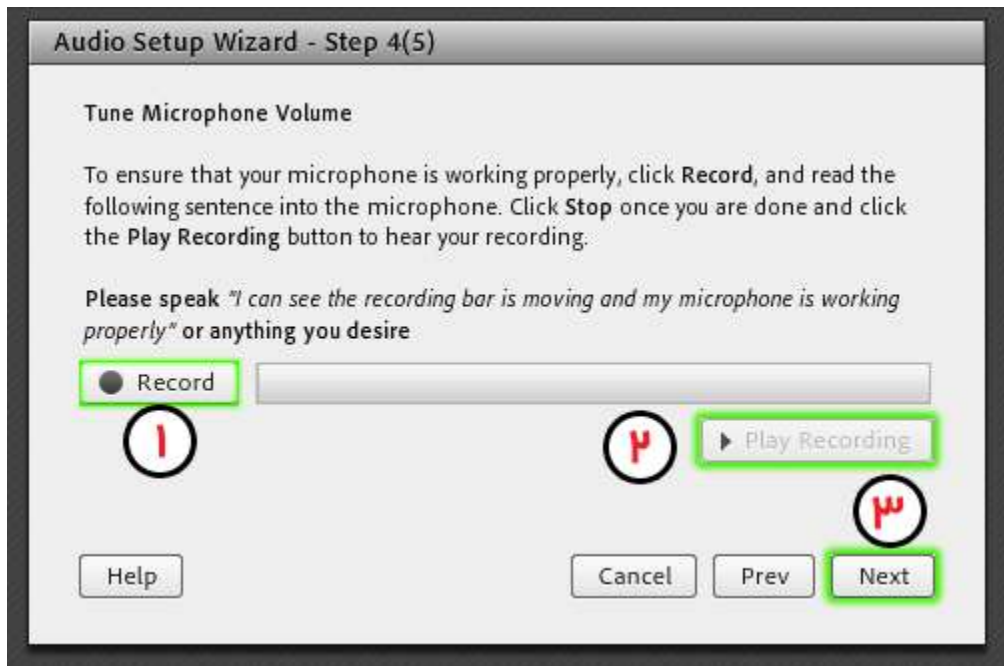 Audio Setup Wizard - Step 4(5)
Tune Microphone Volume
To ensure that your microphone is working properly, click Record, and read the
following sentence into the microphone. Click Stop once you are done and click
the Play Recording button to hear your recording.
Please speak "I can see the recording bar is moving and my microphone is working
properly" or anything you desire
Record
۱
۲
Play Recording
۳
Help
Cancel
Prev
Next